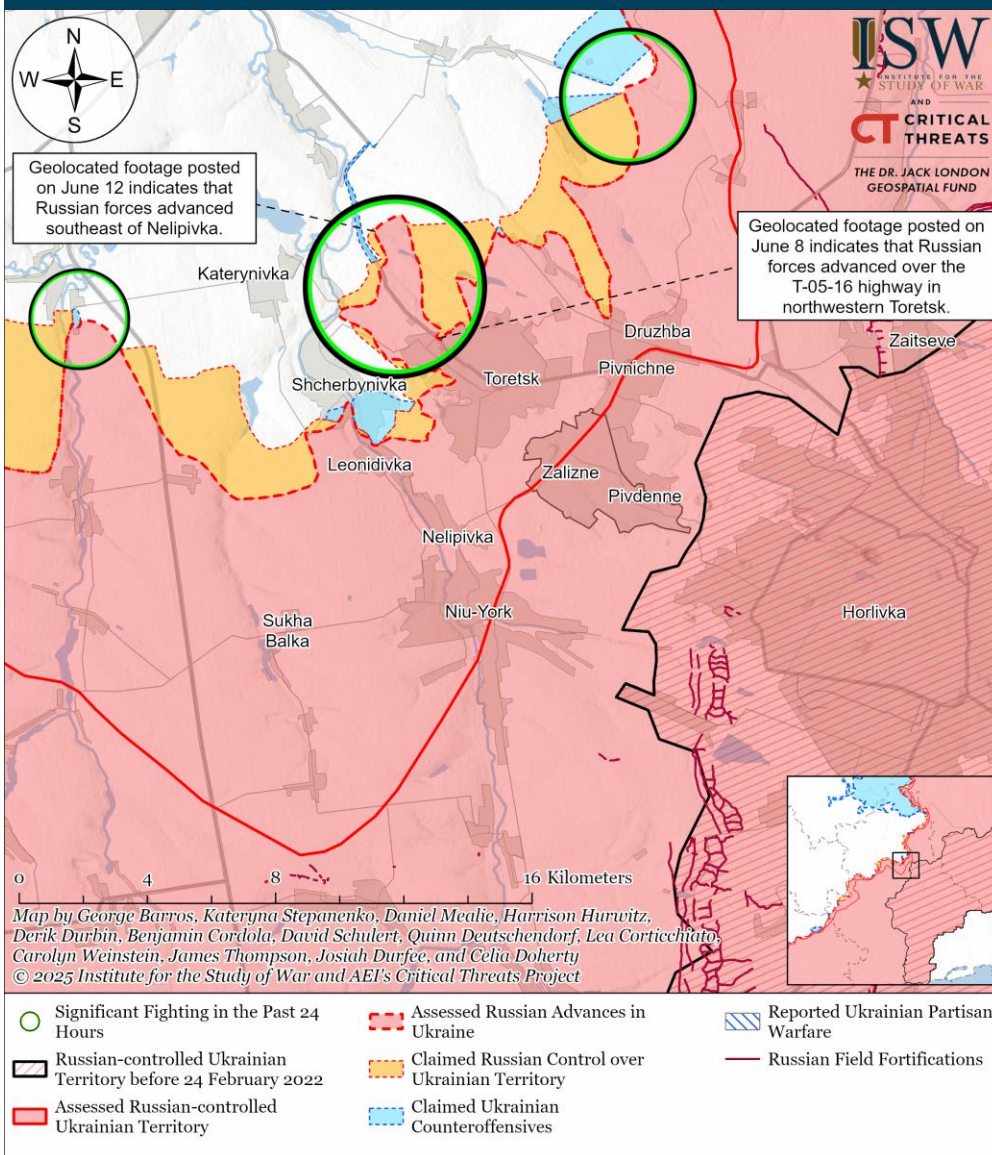 N
W E
S
ISW
INSTITUTE FOR THE
STUDY OF WAR
AND
CT CRITICAL
THREATS
THE DR. JACK LONDON
GEOSPATIAL FUND
Geolocated footage posted
on June 12 indicates that
Russian forces advanced
southeast of Nelipivka.
Geolocated footage posted on
June 8 indicates that Russian
forces advanced over the
T-05-16 highway in
northwestern Toretsk.
Katerynivka
Druzhba
Zaitseve
Pivnichne
Shcherbynivka
Toretsk
Leonidivka
Zalizne
Pivdenne
Nelipivka
Niu-York
Horlivka
Sukha
Balka
0 4 8 16 Kilometers
Map by George Barros, Kateryna Stepanenko, Daniel Mealie, Harrison Hurwitz,
Derik Durbin, Benjamin Cordola, David Schulert, Quinn Deutschendorf, Lea Corticchiato,
Carolyn Weinstein, James Thompson, Josiah Durfee, and Celia Doherty
© 2025 Institute for the Study of War and AEI's Critical Threats Project
Significant Fighting in the Past 24
Hours
Russian-controlled Ukrainian
Territory before 24 February 2022
Assessed Russian-controlled
Ukrainian Territory
Assessed Russian Advances in
Ukraine
Claimed Russian Control over
Ukrainian Territory
Claimed Ukrainian
Counteroffensives
Reported Ukrainian Partisan
Warfare
Russian Field Fortifications